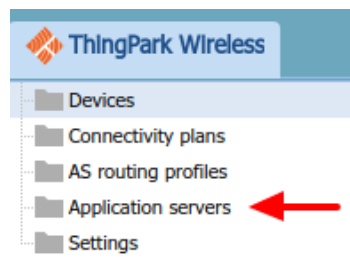 ThingPark Wireless
Devices
Connectivity plans
AS routing profiles
Application servers
Settings